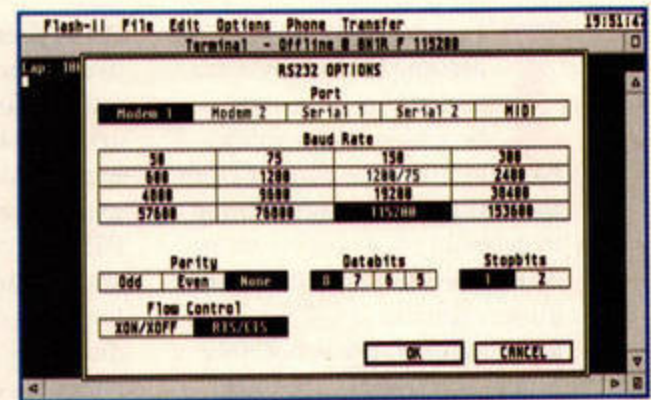 Flash-II File Edit Options Phone Transfer 19:51:47
Terminal - Offline @ 8N1R F 115200
Cap:
RS232 OPTIONS
Port
Modem 1 Modem 2 Serial 1 Serial 2 MIDI
Baud Rate
50 75 150 300
600 1200 1200/75 2400
4800 9600 19200 38400
57600 76800 115200 153600
Parity Databits Stopbits
Odd Even None 8 7 6 5 1 2
Flow Control
XON/XOFF RTS/CTS
OK CANCEL